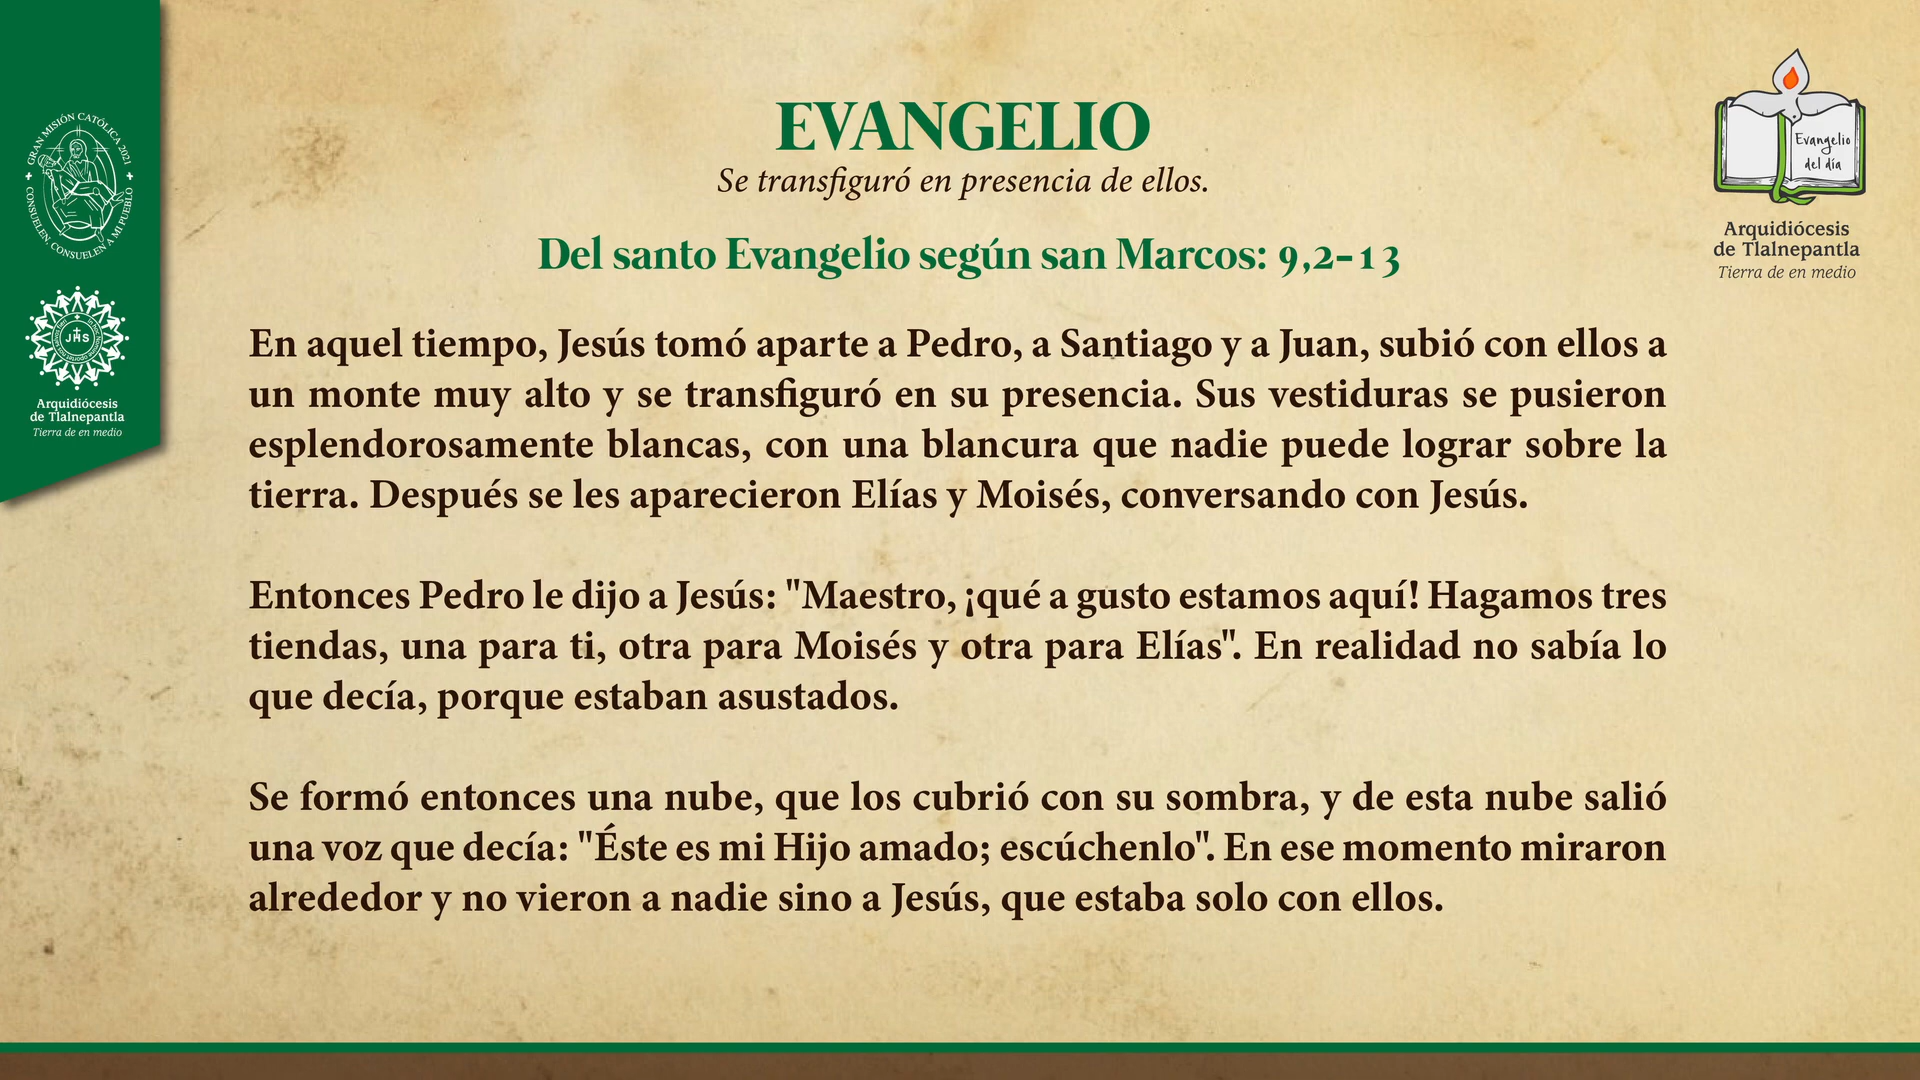 GRAN MISIÓN CATÓLICA 2021
CONSUELEN, CONSUELEN A MI PUEBLO
JHS
Arquidiócesis
de Tlalnepantla
Tierra de en medio
EVANGELIO
Se transfiguró en presencia de ellos.
Del santo Evangelio según san Marcos: 9,2-13
En aquel tiempo, Jesús tomó aparte a Pedro, a Santiago y a Juan, subió con ellos a
un monte muy alto y se transfiguró en su presencia. Sus vestiduras se pusieron
esplendorosamente blancas, con una blancura que nadie puede lograr sobre la
tierra. Después se les aparecieron Elías y Moisés, conversando con Jesús.
Entonces Pedro le dijo a Jesús: "Maestro, ¡qué a gusto estamos aquí! Hagamos tres
tiendas, una para ti, otra para Moisés y otra para Elías". En realidad no sabía lo
que decía, porque estaban asustados.
Se formó entonces una nube, que los cubrió con su sombra, y de esta nube salió
una voz que decía: "Éste es mi Hijo amado; escúchenlo". En ese momento miraron
alrededor y no vieron a nadie sino a Jesús, que estaba solo con ellos.
Evangelio
del día
Arquidiócesis
de Tlalnepantla
Tierra de en medio